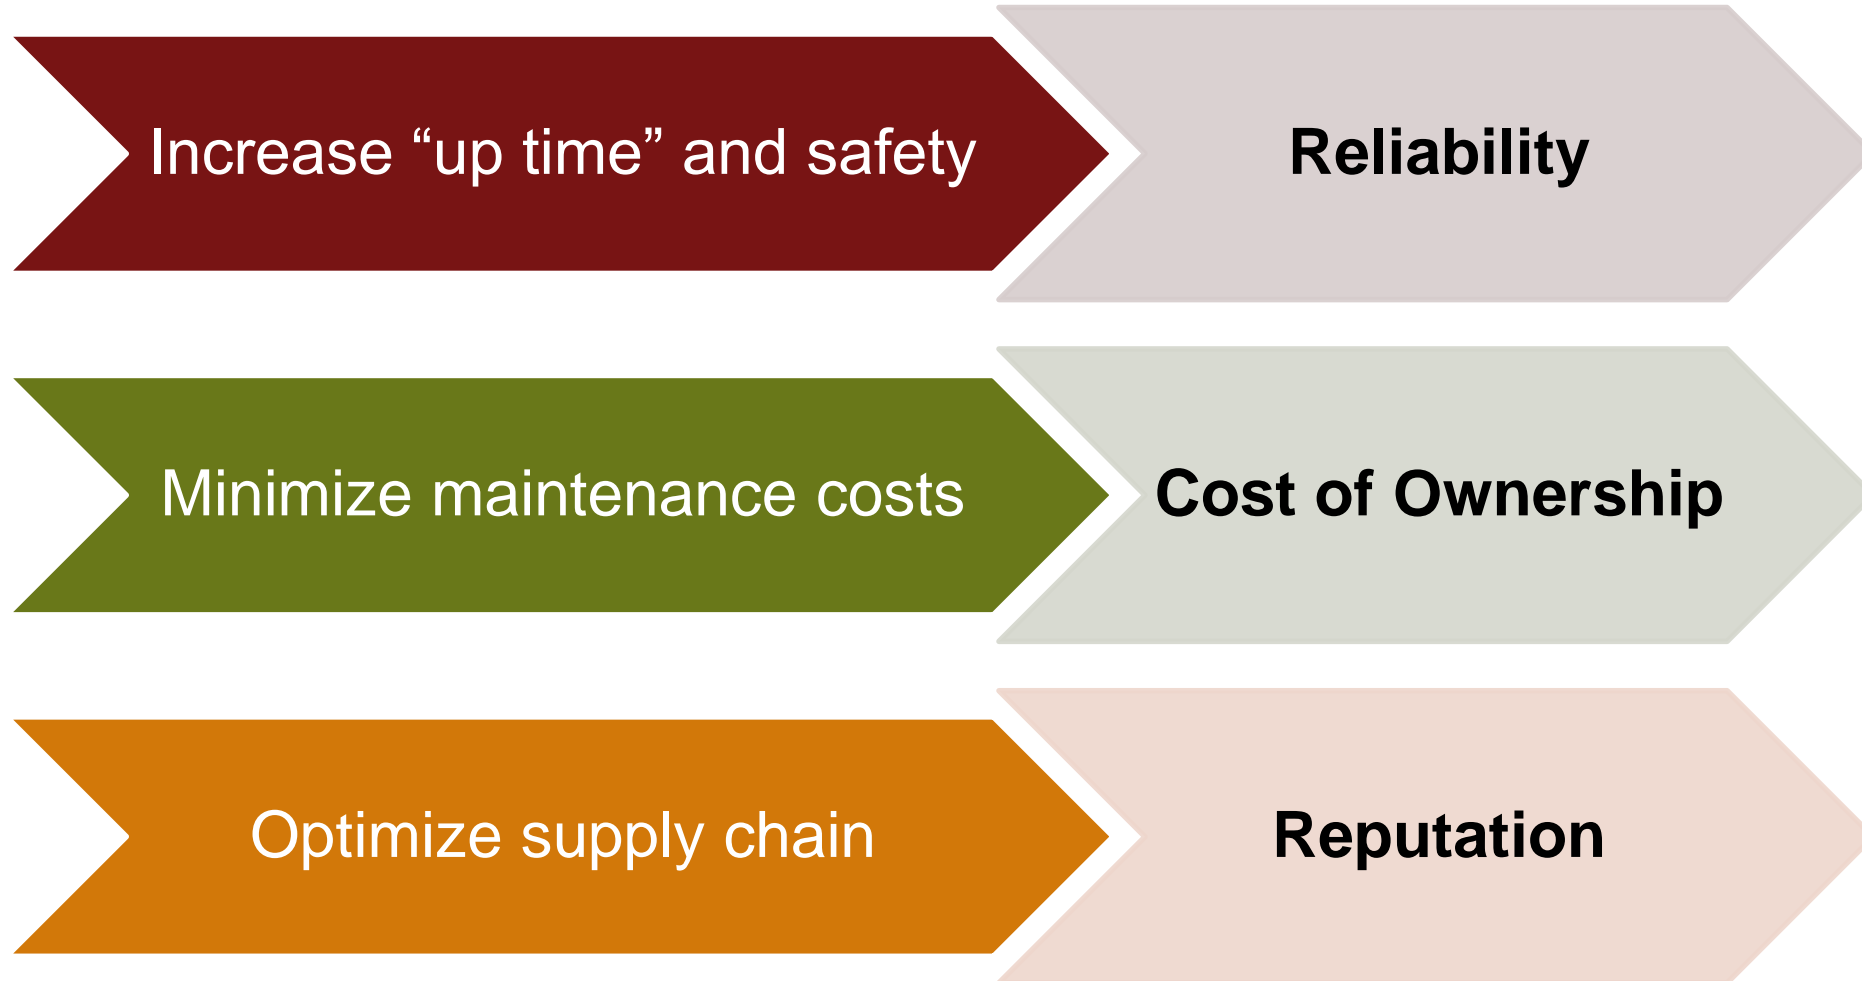 Increase “up time” and safety
Reliability
Minimize maintenance costs
Cost of Ownership
Optimize supply chain
Reputation